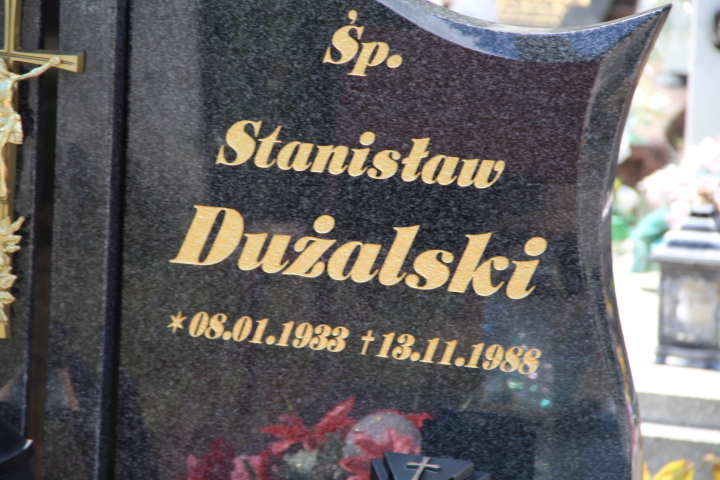 Śp.
Stanisław
Dużalski
*08.01.1933 †13.11.1988